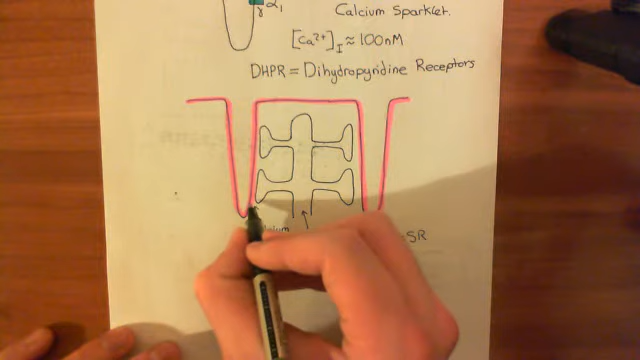 γ α1
Calcium Sparklet.
[Ca²⁺]I ≈ 100nM
DHPR = Dihydropyridine Receptors
SR